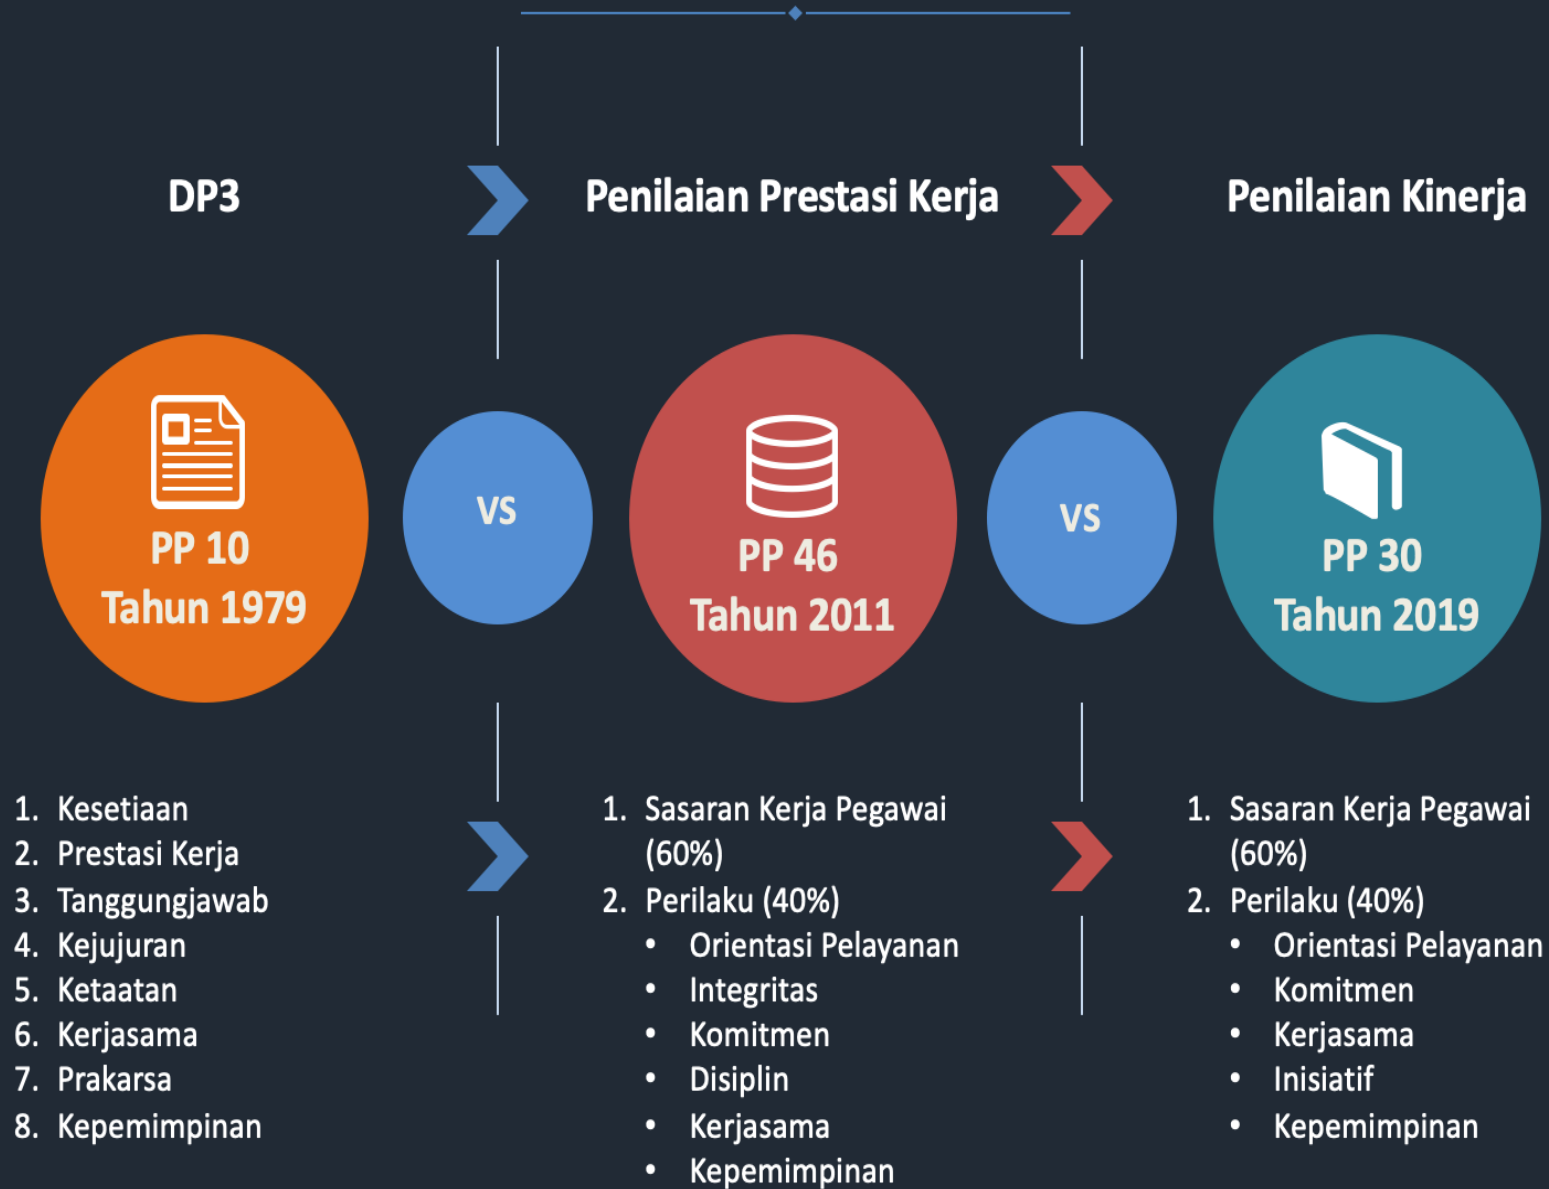 DP3
Penilaian Prestasi Kerja
Penilaian Kinerja
PP 10
Tahun 1979
VS
PP 46
Tahun 2011
VS
PP 30
Tahun 2019
1. Kesetiaan
2. Prestasi Kerja
3. Tanggungjawab
4. Kejujuran
5. Ketaatan
6. Kerjasama
7. Prakarsa
8. Kepemimpinan
1. Sasaran Kerja Pegawai
(60%)
2. Perilaku (40%)
• Orientasi Pelayanan
• Integritas
• Komitmen
• Disiplin
• Kerjasama
• Kepemimpinan
1. Sasaran Kerja Pegawai
(60%)
2. Perilaku (40%)
• Orientasi Pelayanan
• Komitmen
• Kerjasama
• Inisiatif
• Kepemimpinan